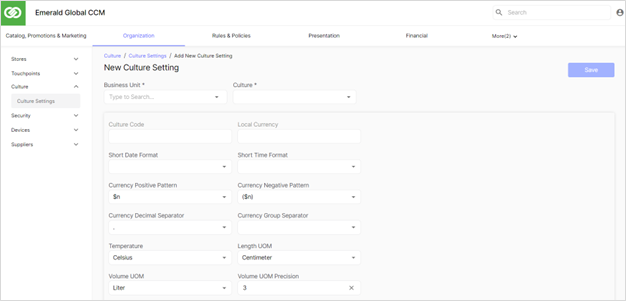 Emerald Global CCM
Search
Catalog, Promotions & Marketing Organization Rules & Policies Presentation Financial More(2)
Stores
Touchpoints
Culture
Culture Settings
Security
Devices
Suppliers
Culture / Culture Settings / Add New Culture Setting
New Culture Setting
Save
Business Unit * Culture *
Type to Search...
Culture Code Local Currency
Short Date Format Short Time Format
Currency Positive Pattern Currency Negative Pattern
$n ($n)
Currency Decimal Separator Currency Group Separator
.
Temperature Length UOM
Celsius Centimeter
Volume UOM Volume UOM Precision
Liter 3